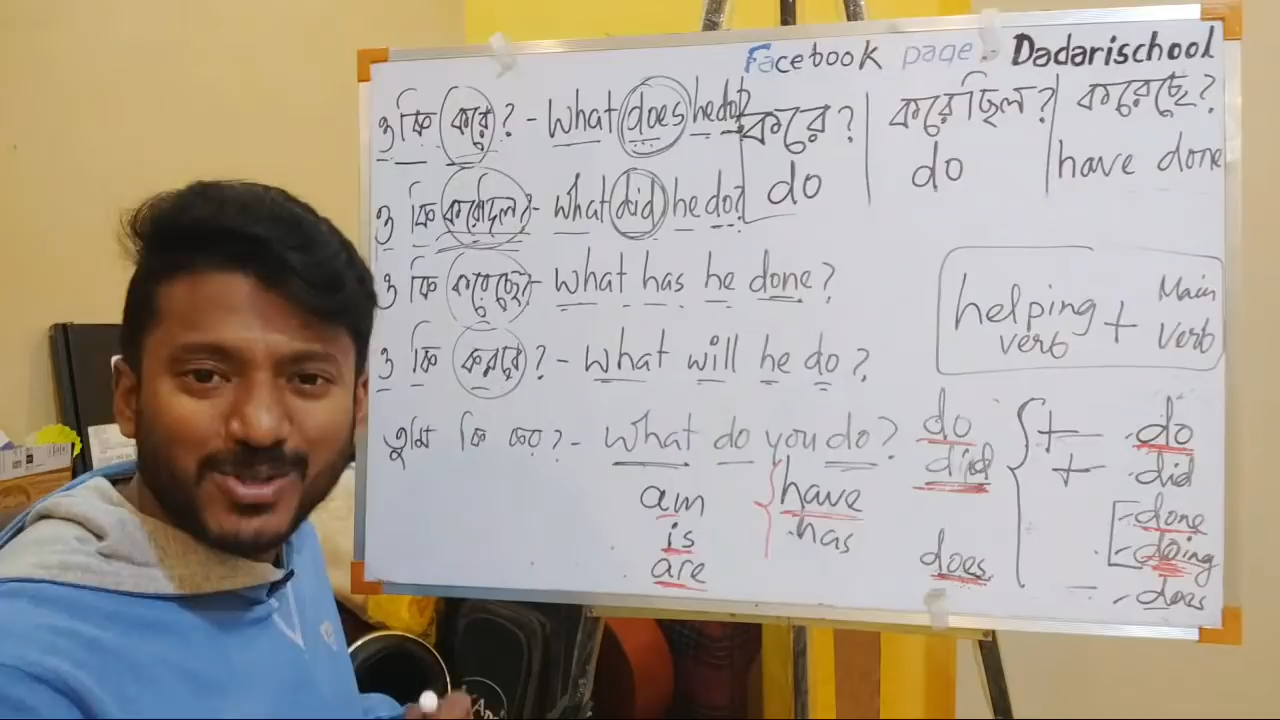 Facebook page. Dadarischool
ও কি করে? - What does he do?
ও কি করেছিল? - What did he do?
ও কি করেছে - What has he done?
ও কি করবে? - What will he do?
তুমি কি কর? - What do you do?
am
is
are
have
has
করে? করেছিল? করেছে?
do do have done
helping verb + Main verb
do + do
did + did
done
doing
does - does